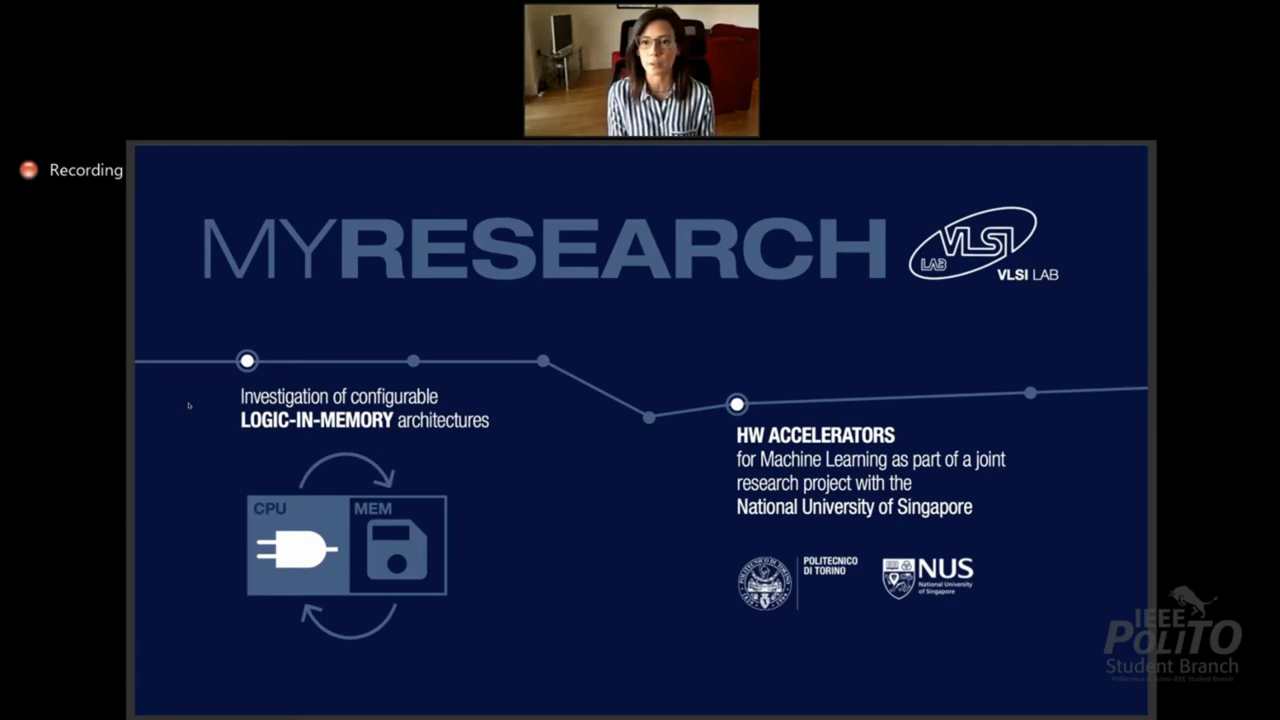 Recording
MYRESEARCH
LAB VLSI
VLSI LAB
Investigation of configurable
LOGIC-IN-MEMORY architectures
HW ACCELERATORS
for Machine Learning as part of a joint
research project with the
National University of Singapore
CPU
MEM
POLITECNICO
DI TORINO
NUS
National University
of Singapore
IEEE
POLITO
Student Branch